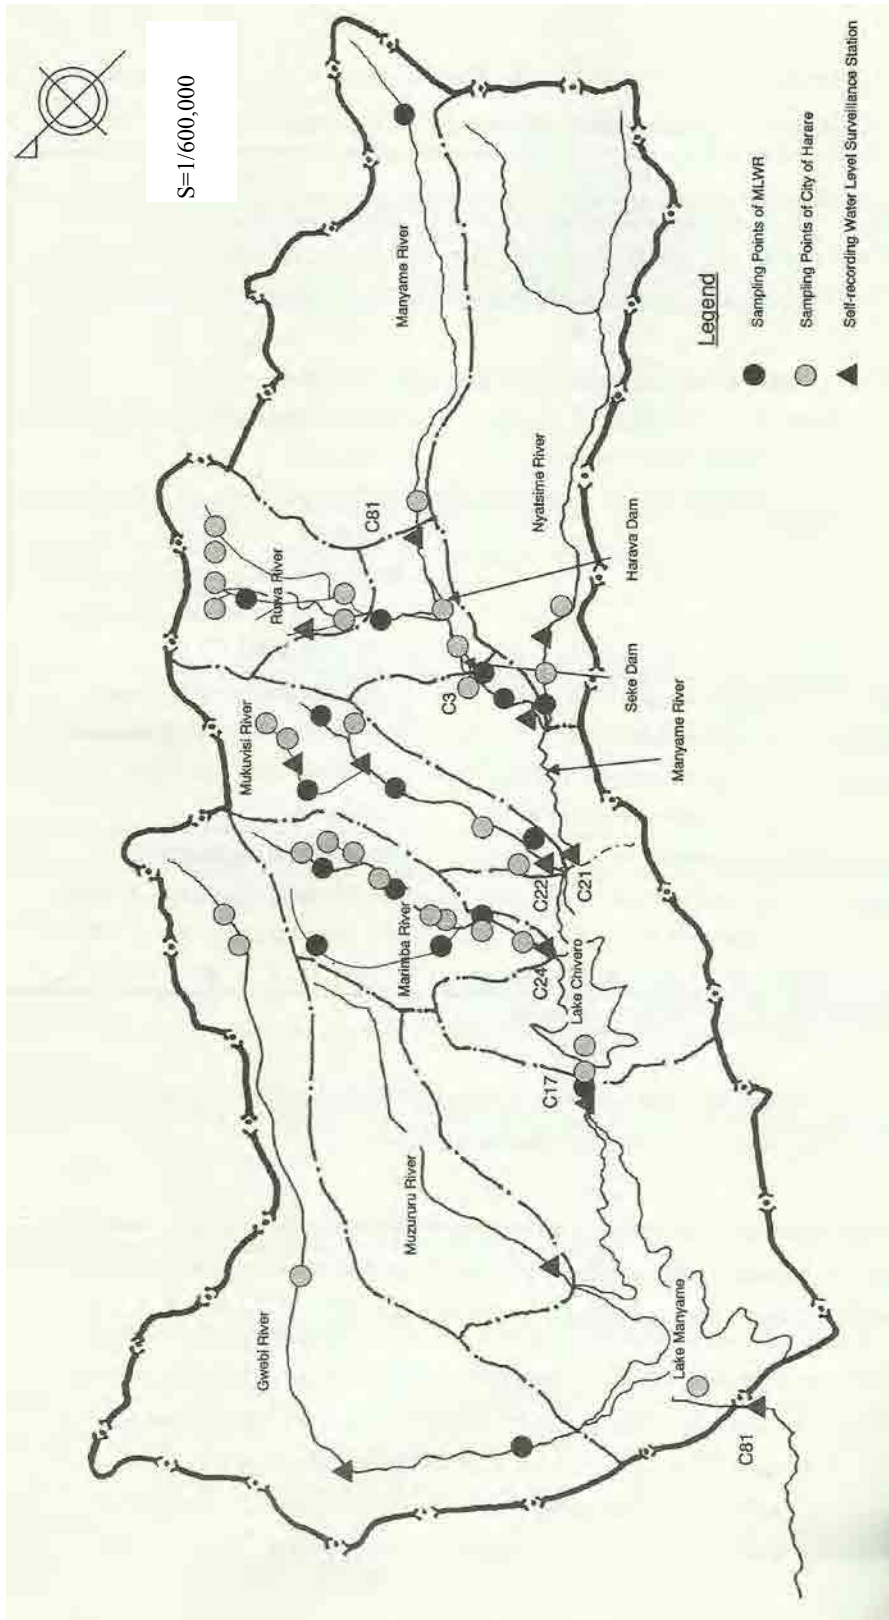 S=1/600,000
Mukuvisi River
Gwebi River
Ruwa River
C81
Manyame River
Marimba River
Muzururu River
C3
C24
C22
Nyatsime River
C17
Lake Chivero
C21
Seke Dam
Harava Dam
Lake Manyame
Manyame River
Legend
C81
Sampling Points of MLWR
Sampling Points of City of Harare
Self-recording Water Level Surveillance Station